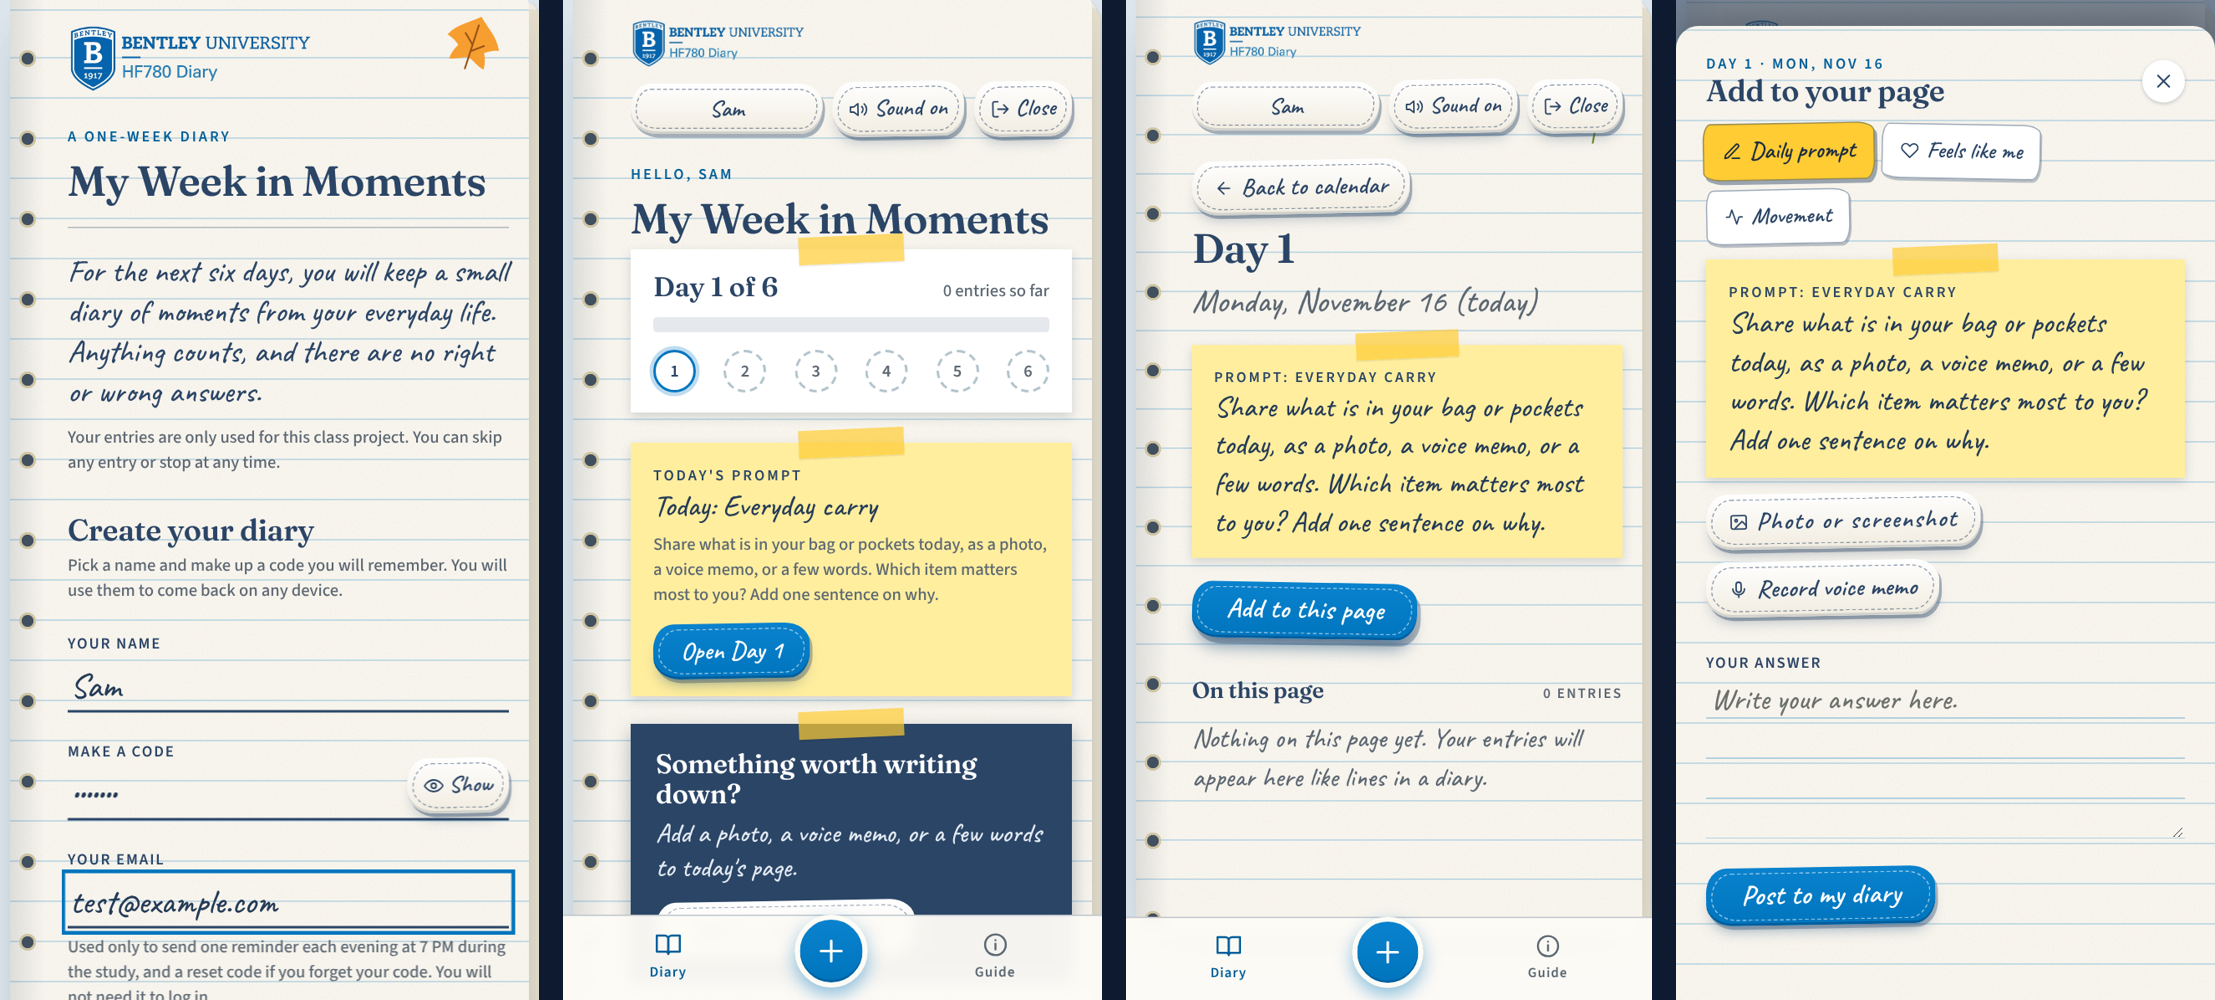 B
1917
BENTLEY UNIVERSITY
HF780 Diary
A ONE-WEEK DIARY
My Week in Moments
For the next six days, you will keep a small
diary of moments from your everyday life.
Anything counts, and there are no right
or wrong answers.
Your entries are only used for this class project. You can skip
any entry or stop at any time.
Create your diary
Pick a name and make up a code you will remember. You will
use them to come back on any device.
YOUR NAME
Sam
MAKE A CODE
•••••••
Show
YOUR EMAIL
test@example.com
Used only to send one reminder each evening at 7 PM during
the study, and a reset code if you forget your code. You will
not need it to log in
B
1917
BENTLEY UNIVERSITY
HF780 Diary
Sam
Sound on
Close
HELLO, SAM
My Week in Moments
Day 1 of 6
0 entries so far
1 2 3 4 5 6
TODAY'S PROMPT
Today: Everyday carry
Share what is in your bag or pockets today, as a photo,
a voice memo, or a few words. Which item matters
most to you? Add one sentence on why.
Open Day 1
Something worth writing
down?
Add a photo, a voice memo, or a few words
to today's page.
Diary
Guide
B
1917
BENTLEY UNIVERSITY
HF780 Diary
Sam
Sound on
Close
Back to calendar
Day 1
Monday, November 16 (today)
PROMPT: EVERYDAY CARRY
Share what is in your bag or pockets
today, as a photo, a voice memo, or a
few words. Which item matters most
to you? Add one sentence on why.
Add to this page
On this page
0 ENTRIES
Nothing on this page yet. Your entries will
appear here like lines in a diary.
Diary
Guide
DAY 1 · MON, NOV 16
Add to your page
Daily prompt
Feels like me
Movement
PROMPT: EVERYDAY CARRY
Share what is in your bag or pockets
today, as a photo, a voice memo, or a few
words. Which item matters most to you?
Add one sentence on why.
Photo or screenshot
Record voice memo
YOUR ANSWER
Write your answer here.
Post to my diary